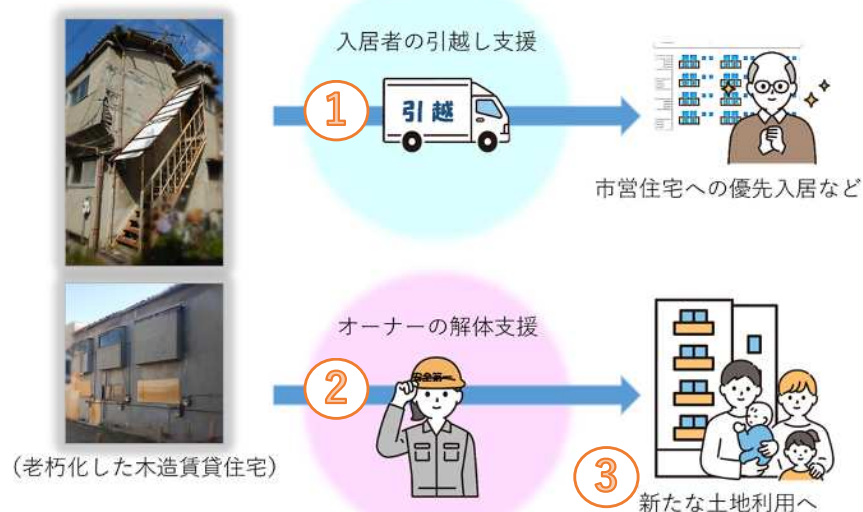 入居者の引越し支援
①
引越
市営住宅への優先入居など
オーナーの解体支援
②
安全第一
(老朽化した木造賃貸住宅)
③
新たな土地利用へ